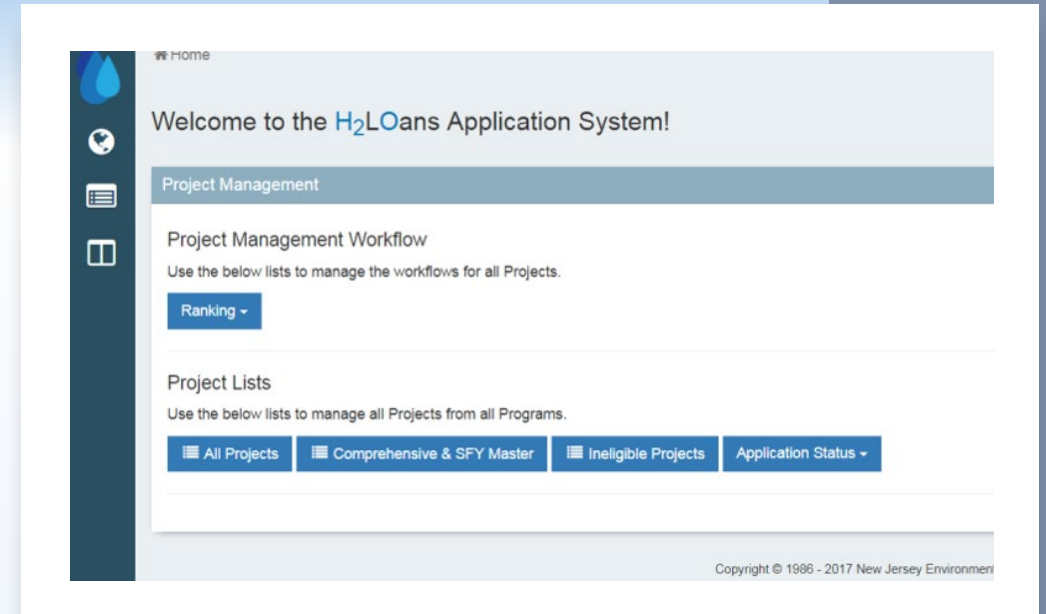 Home
Welcome to the H₂LOans Application System!
Project Management
Project Management Workflow
Use the below lists to manage the workflows for all Projects.
Ranking
Project Lists
Use the below lists to manage all Projects from all Programs.
All Projects Comprehensive & SFY Master Ineligible Projects Application Status
Copyright © 1986 - 2017 New Jersey Environmen